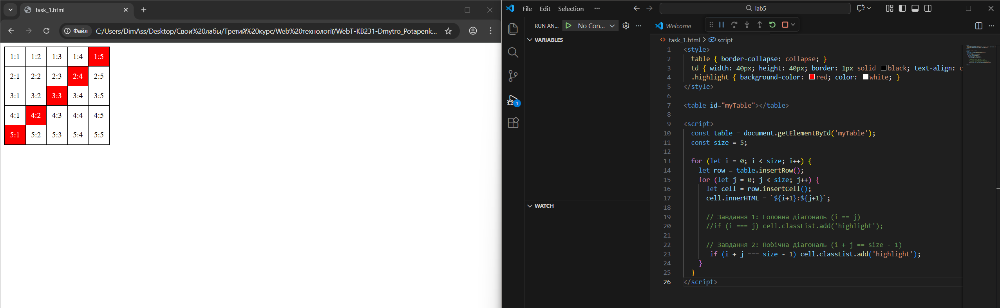 task_1.html
Файл
C:/Users/DimAss/Desktop/Свои%20лабы/Третий%20курс/Web%20технології/WebT-KB231-Dmytro_Potapenk...
1:1 1:2 1:3 1:4 1:5
2:1 2:2 2:3 2:4 2:5
3:1 3:2 3:3 3:4 3:5
4:1 4:2 4:3 4:4 4:5
5:1 5:2 5:3 5:4 5:5
File Edit Selection ··· lab5
RUN AN... No Con... ···
VARIABLES
1
WATCH
Welcome
task_1.html > script
1 <style>
2 table { border-collapse: collapse; }
3 td { width: 40px; height: 40px; border: 1px solid black; text-align: c
4 .highlight { background-color: red; color: white; }
5 </style>
6
7 <table id="myTable"></table>
8
9 <script>
10 const table = document.getElementById('myTable');
11 const size = 5;
12
13 for (let i = 0; i < size; i++) {
14 let row = table.insertRow();
15 for (let j = 0; j < size; j++) {
16 let cell = row.insertCell();
17 cell.innerHTML = `${i+1}:${j+1}`;
18
19 // Завдання 1: Головна діагональ (i == j)
20 //if (i === j) cell.classList.add('highlight');
21
22 // Завдання 2: Побічна діагональ (i + j == size - 1)
23 if (i + j === size - 1) cell.classList.add('highlight');
24 }
25 }
26 </script>